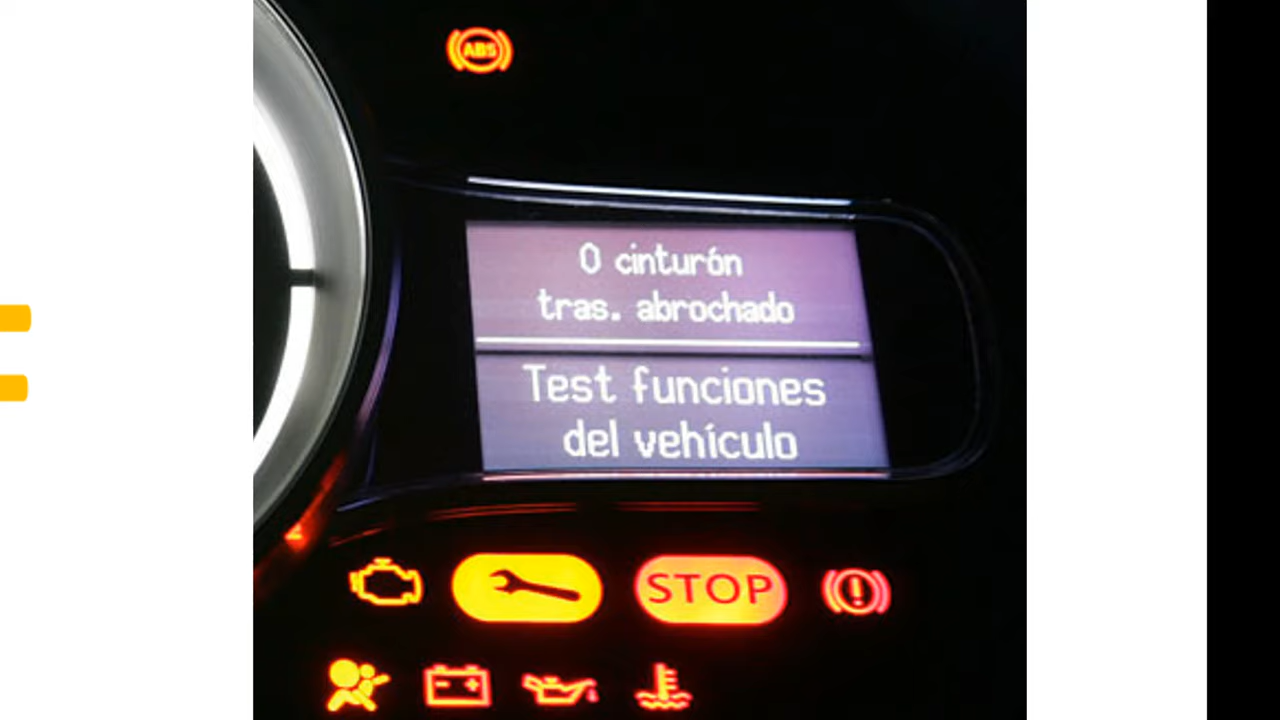 ABS
0 cinturón
tras. abrochado
Test funciones
del vehículo
STOP